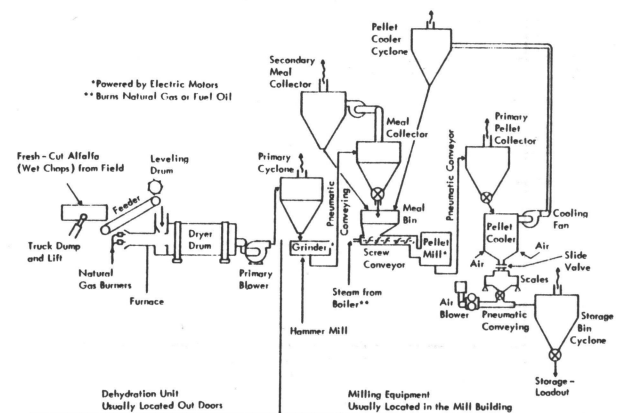 Pellet
Cooler
Cyclone
Secondary
Meal
Collector
*Powered by Electric Motors
**Burns Natural Gas or Fuel Oil
Meal
Collector
Primary
Pellet
Collector
Fresh-Cut Alfalfa
(Wet Chops) from Field
Leveling
Drum
Primary
Cyclone
Pneumatic
Conveying
Pneumatic Conveyor
Feeder
Meal
Bin
Cooling
Fan
Pellet
Cooler
Dryer
Drum
Grinder*
Pellet
Mill*
Air
Air
Truck Dump
and Lift
Screw
Conveyor
Slide
Valve
Natural
Gas Burners
Primary
Blower
Steam from
Boiler**
Scales
Furnace
Air
Blower
Pneumatic
Conveying
Storage
Bin
Cyclone
Hammer Mill
Storage-
Loadout
Dehydration Unit
Usually Located Out Doors
Milling Equipment
Usually Located in the Mill Building